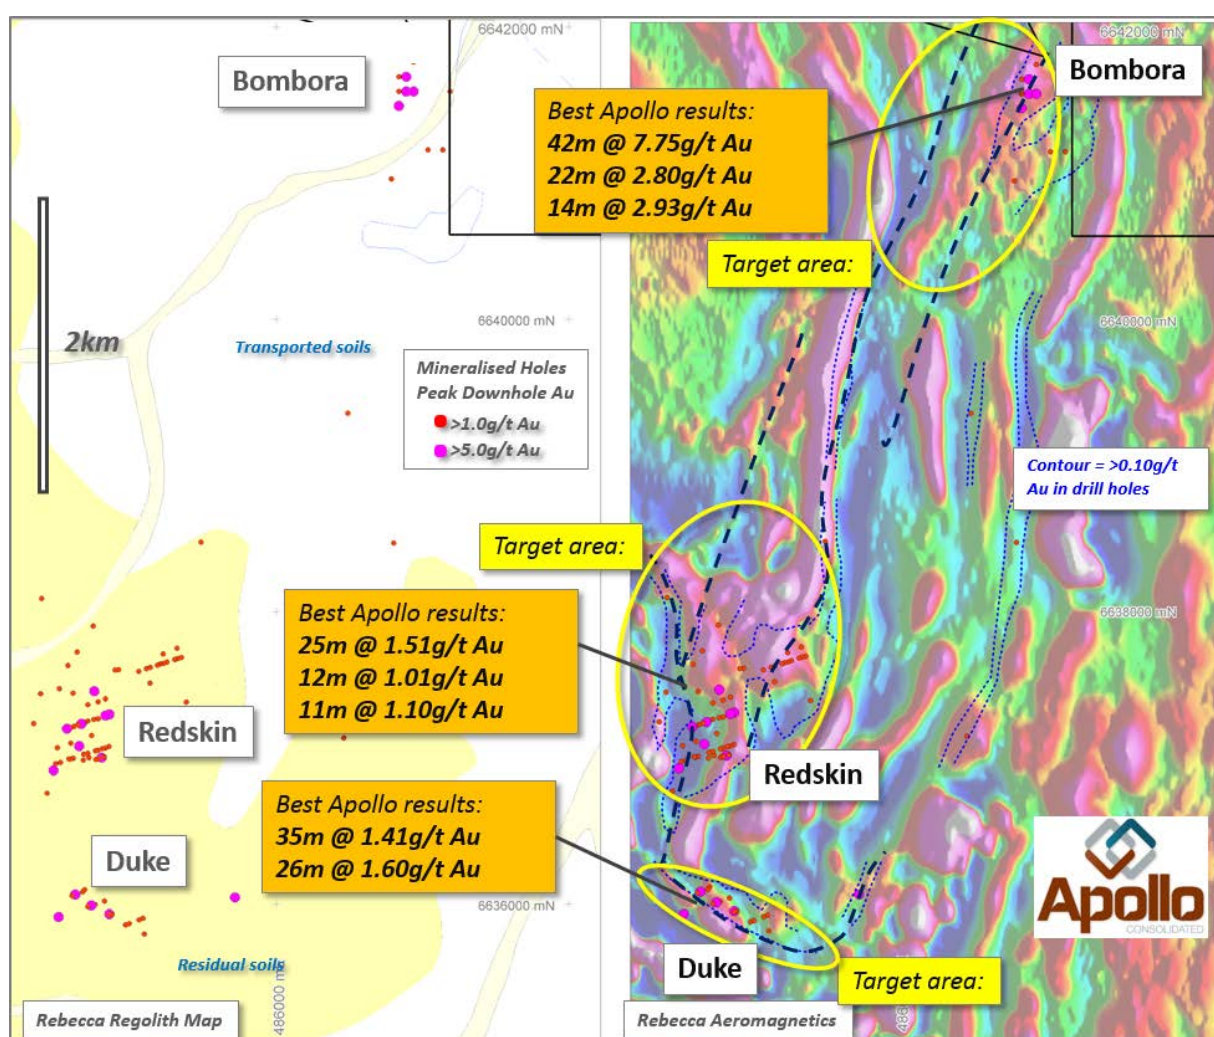 6642000 mN
Bombora
2km
Transported soils
6640000 mN
Mineralised Holes
Peak Downhole Au
>1.0g/t Au
>5.0g/t Au
Redskin
Duke
Residual soils
6636000 mN
486000 mN
Rebecca Regolith Map
6642000 mN
Bombora
Best Apollo results:
42m @ 7.75g/t Au
22m @ 2.80g/t Au
14m @ 2.93g/t Au
Target area:
6640000 mN
Contour = >0.10g/t
Au in drill holes
Target area:
Best Apollo results:
25m @ 1.51g/t Au
12m @ 1.01g/t Au
11m @ 1.10g/t Au
6638000 mN
Redskin
Best Apollo results:
35m @ 1.41g/t Au
26m @ 1.60g/t Au
Duke
Target area:
Apollo
CONSOLIDATED
Rebecca Aeromagnetics